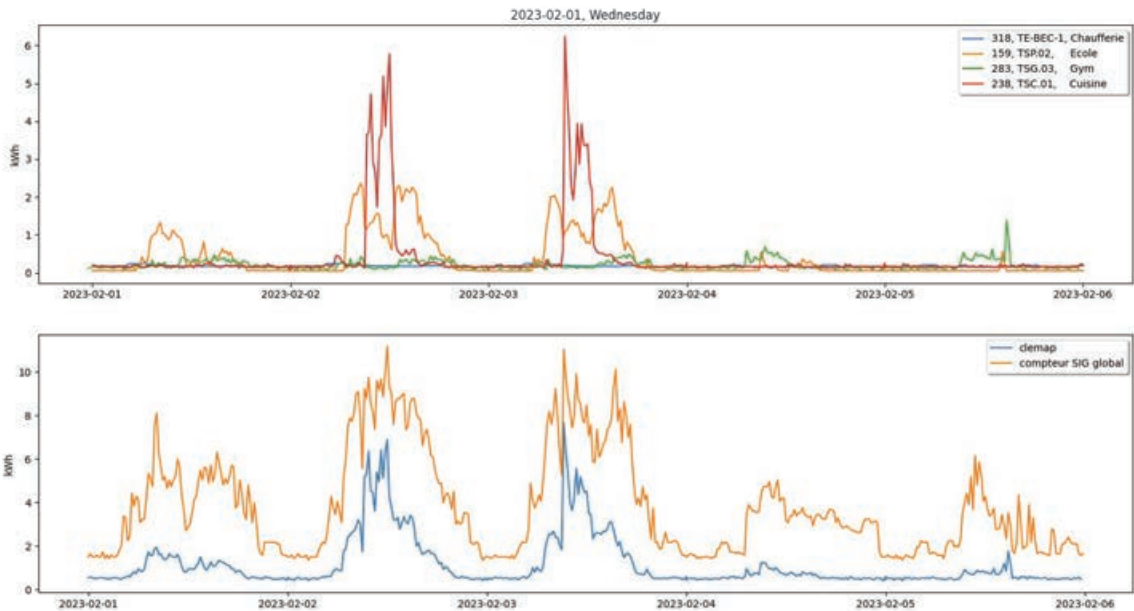 2023-02-01, Wednesday
318, TE-BEC-1, Chaufferie
159, TSP.02, Ecole
283, TSG.03, Gym
238, TSC.01, Cuisine
6
5
4
3
2
1
0
kWh
2023-02-01 2023-02-02 2023-02-03 2023-02-04 2023-02-05 2023-02-06
clemap
compteur SIG global
10
8
6
4
2
0
kWh
2023-02-01 2023-02-02 2023-02-03 2023-02-04 2023-02-05 2023-02-06